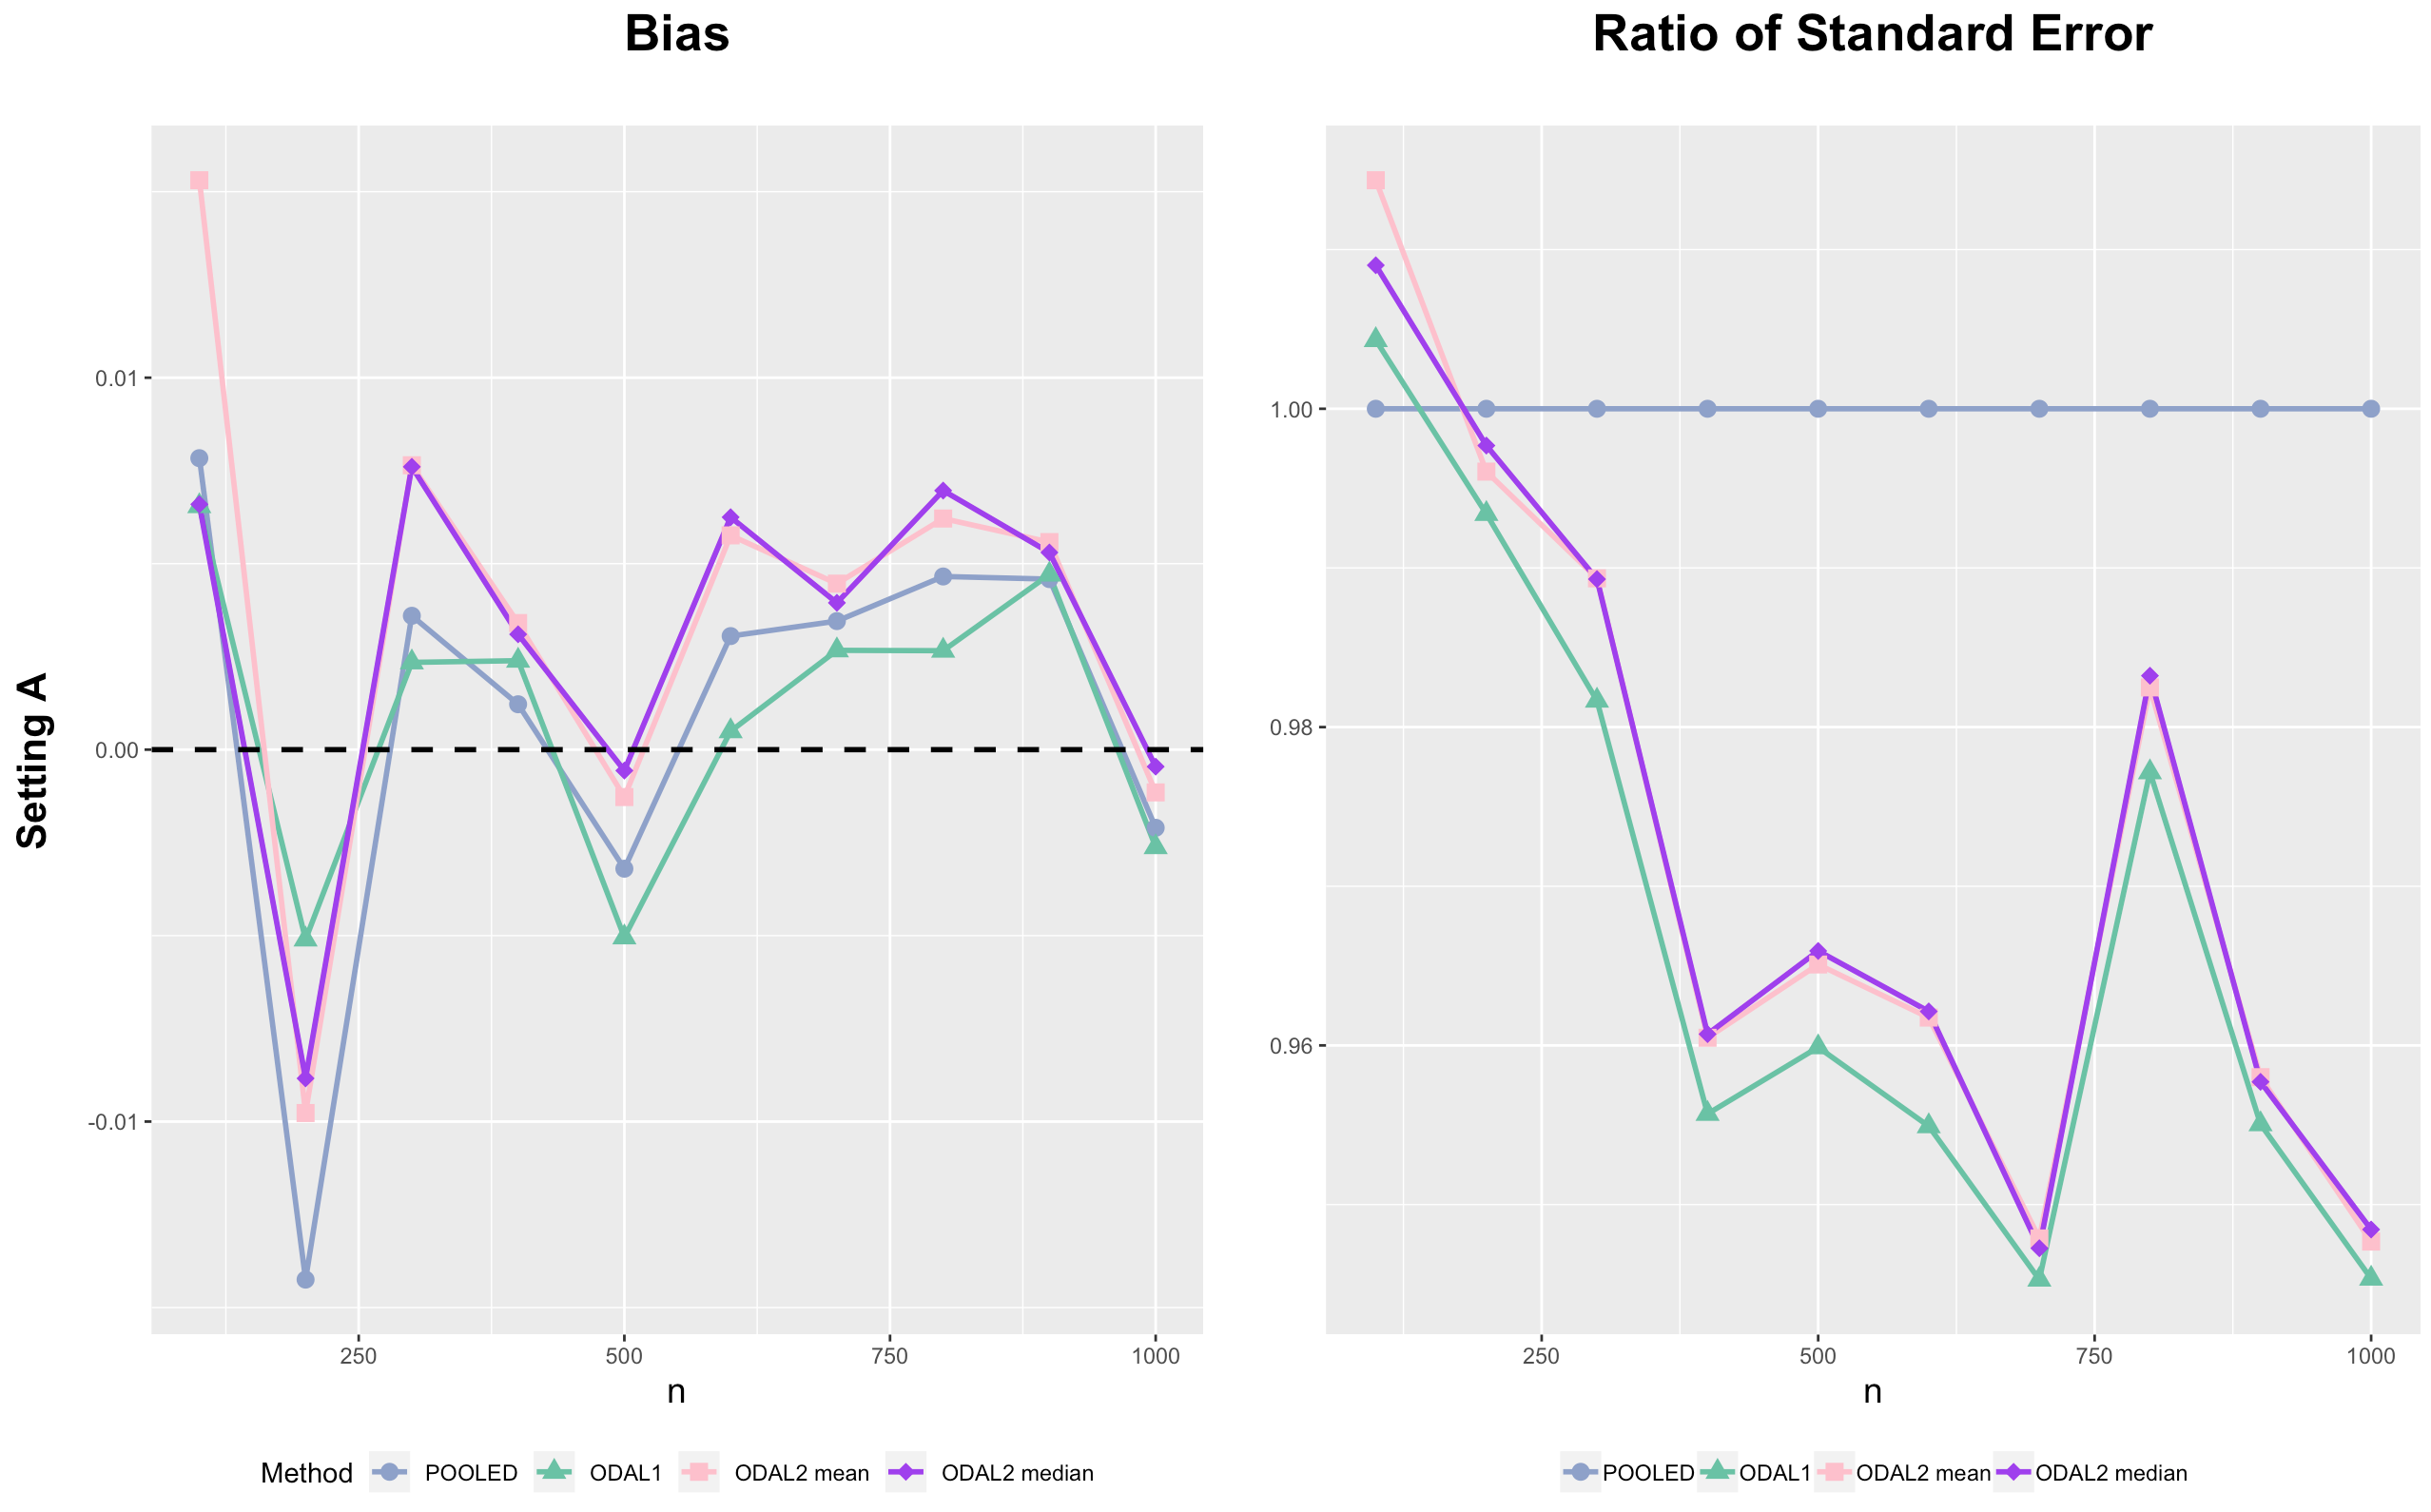 Bias
Ratio of Standard Error
Setting A
0.01
0.00
-0.01
250 500 750 1000
n
Method POOLED ODAL1 ODAL2 mean ODAL2 median
1.00
0.98
0.96
250 500 750 1000
n
POOLED ODAL1 ODAL2 mean ODAL2 median